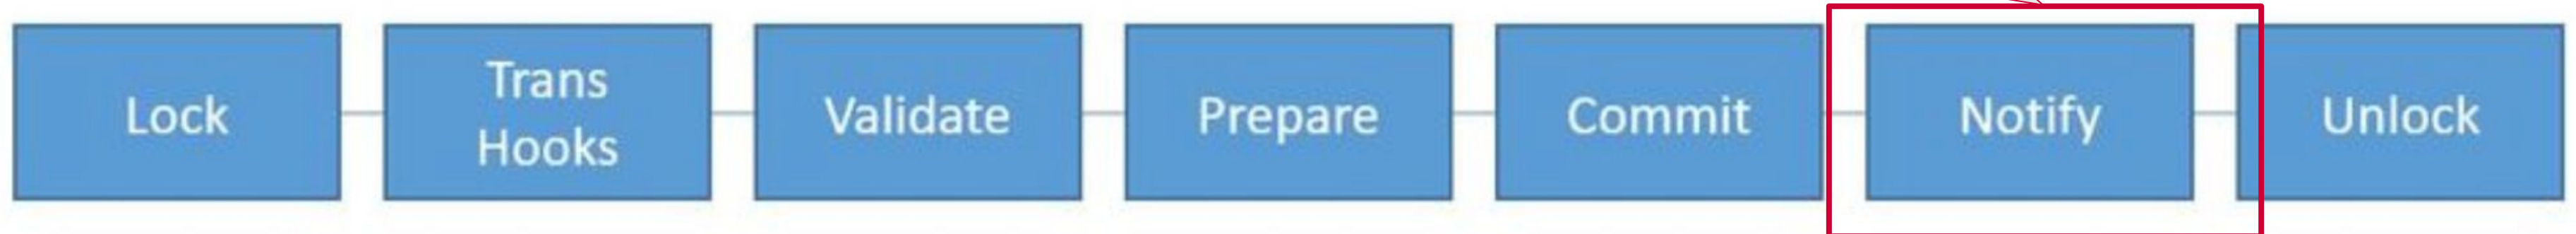 Lock
Trans
Hooks
Validate
Prepare
Commit
Notify
Unlock